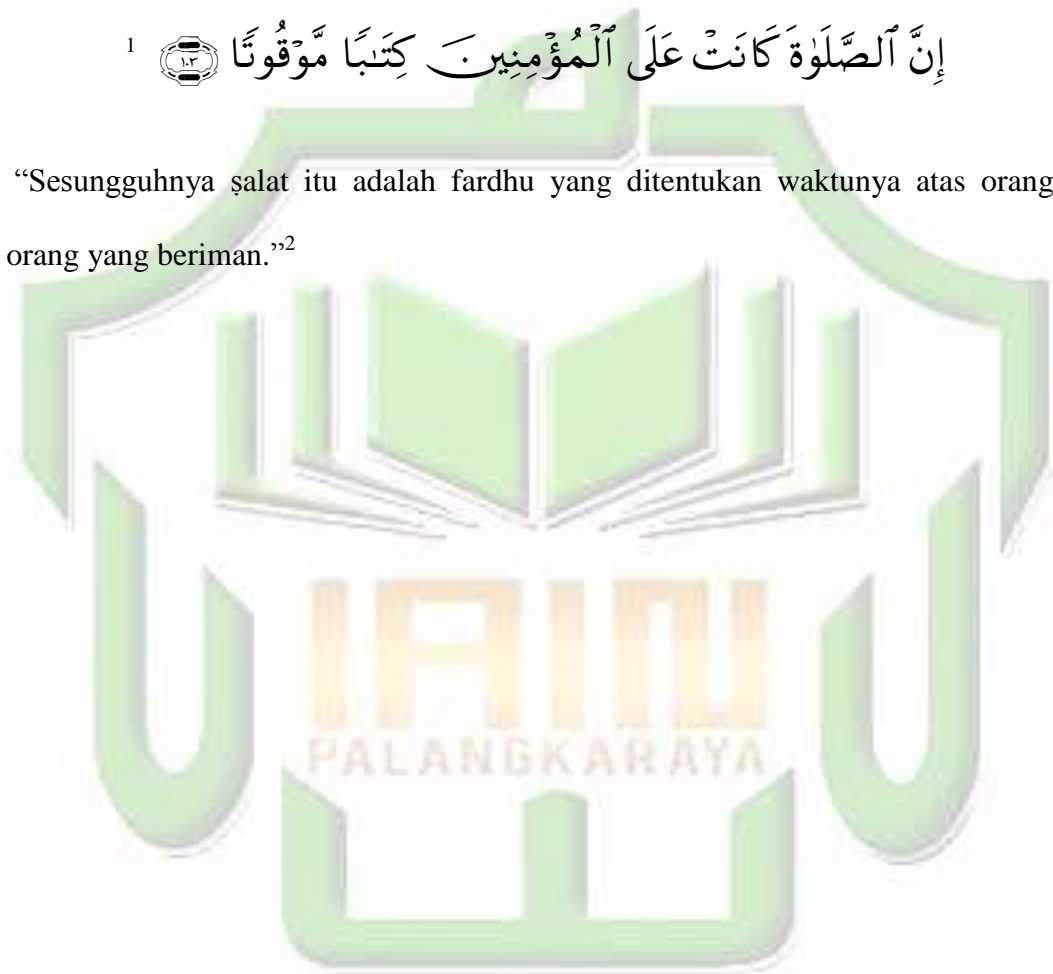 إِنَّ ٱلصَّلَوٰةَ كَانَتْ عَلَى ٱلْمُؤْمِنِينَ كِتَـٰبًا مَّوْقُوتًا ﴿١٠٣﴾ 1
“Sesungguhnya ṣalat itu adalah fardhu yang ditentukan waktunya atas orang
orang yang beriman.”2
IAIN
PALANGKARAYA